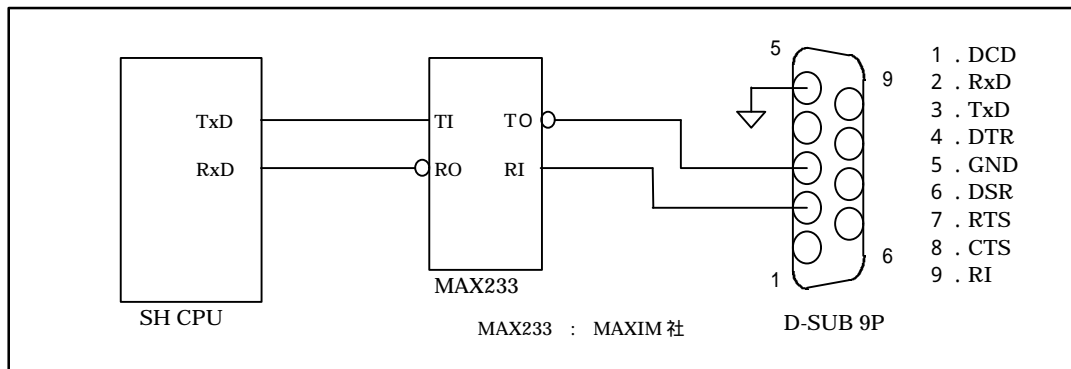 TxD
RxD
SH CPU
TI
RO
TO
RI
MAX233
MAX233 : MAXIM 社
5
9
1
6
D-SUB 9P
1 . DCD
2 . RxD
3 . TxD
4 . DTR
5 . GND
6 . DSR
7 . RTS
8 . CTS
9 . RI